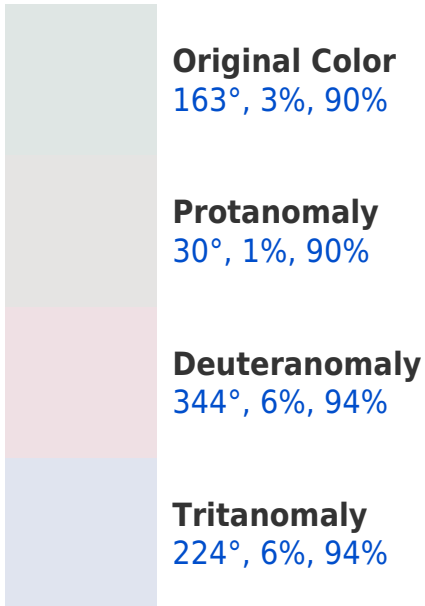 Original Color
163°, 3%, 90%
Protanomaly
30°, 1%, 90%
Deuteranomaly
344°, 6%, 94%
Tritanomaly
224°, 6%, 94%